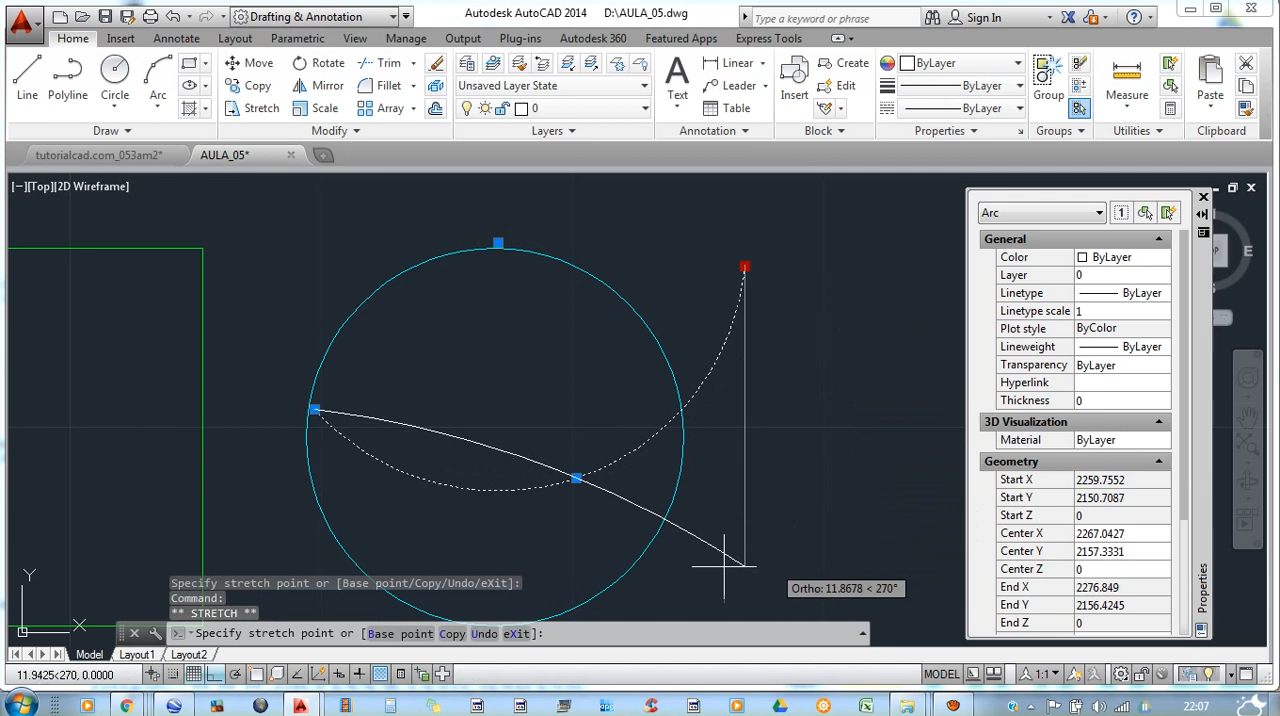 Drafting & Annotation
Autodesk AutoCAD 2014 D:\AULA_05.dwg
Type a keyword or phrase
Sign In
Home Insert Annotate Layout Parametric View Manage Output Plug-ins Autodesk 360 Featured Apps Express Tools
Line Polyline Circle Arc
Move Rotate Trim
Copy Mirror Fillet
Stretch Scale Array
Unsaved Layer State
0
Text
Linear
Leader
Table
Insert
Create
Edit
ByLayer
ByLayer
ByLayer
Group
Measure
Paste
Draw Modify Layers Annotation Block Properties Groups Utilities Clipboard
tutorialcad.com_053am2* AULA_05*
[−][Top][2D Wireframe]
E
Arc
General
Color ByLayer
Layer 0
Linetype ByLayer
Linetype scale 1
Plot style ByColor
Lineweight ByLayer
Transparency ByLayer
Hyperlink
Thickness 0
3D Visualization
Material ByLayer
Geometry
Start X 2259.7552
Start Y 2150.7087
Start Z 0
Center X 2267.0427
Center Y 2157.3331
Center Z 0
End X 2276.849
End Y 2156.4245
End Z 0
Properties
Y
X
Ortho: 11.8678 < 270°
Specify stretch point or [Base point/Copy/Undo/eXit]:
Command:
** STRETCH **
Specify stretch point or [Base point Copy Undo eXit]:
Model Layout1 Layout2
11.9425<270, 0.0000
MODEL
1:1
22:07